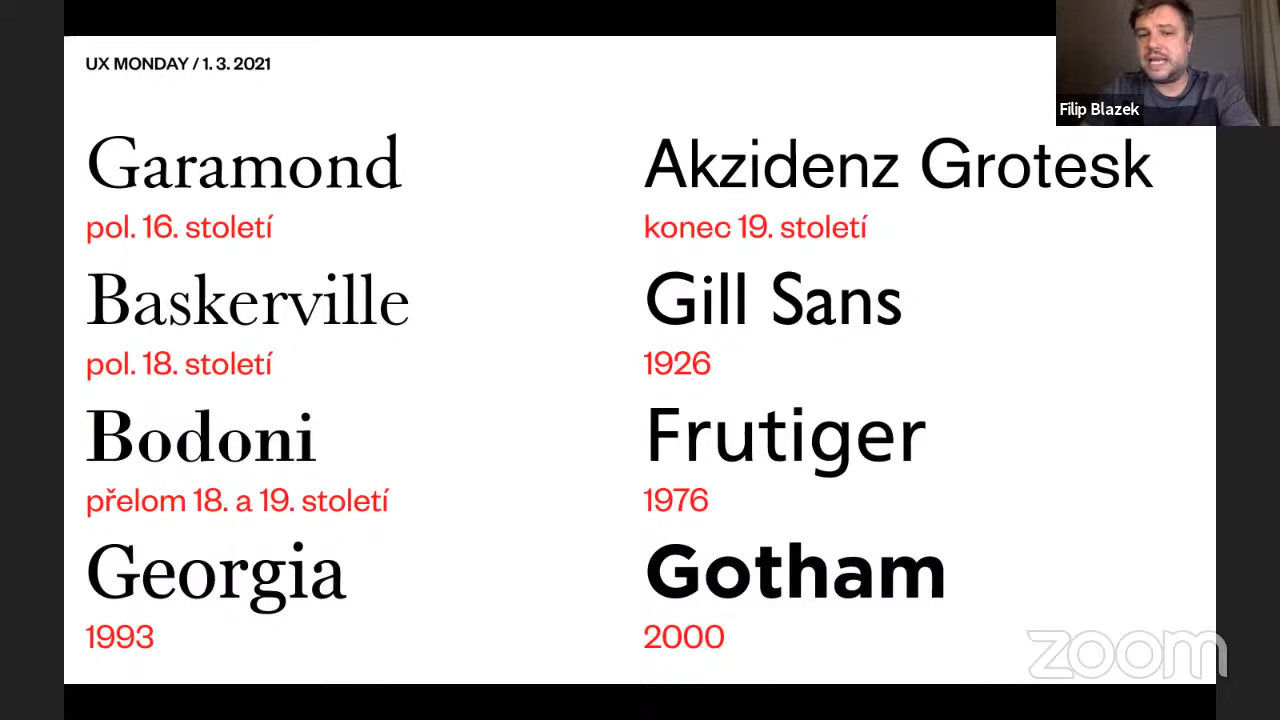 UX MONDAY / 1. 3. 2021
Filip Blazek
Garamond
pol. 16. století
Baskerville
pol. 18. století
Bodoni
přelom 18. a 19. století
Georgia
1993
Akzidenz Grotesk
konec 19. století
Gill Sans
1926
Frutiger
1976
Gotham
2000
zoom